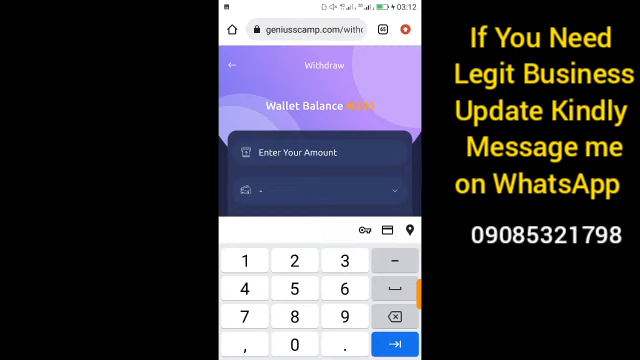 03:12
geniusscamp.com/withd
Withdraw
Wallet Balance
Enter Your Amount
-
1 2 3 -
4 5 6
7 8 9
, 0 .
If You Need
Legit Business
Update Kindly
Message me
on WhatsApp
09085321798